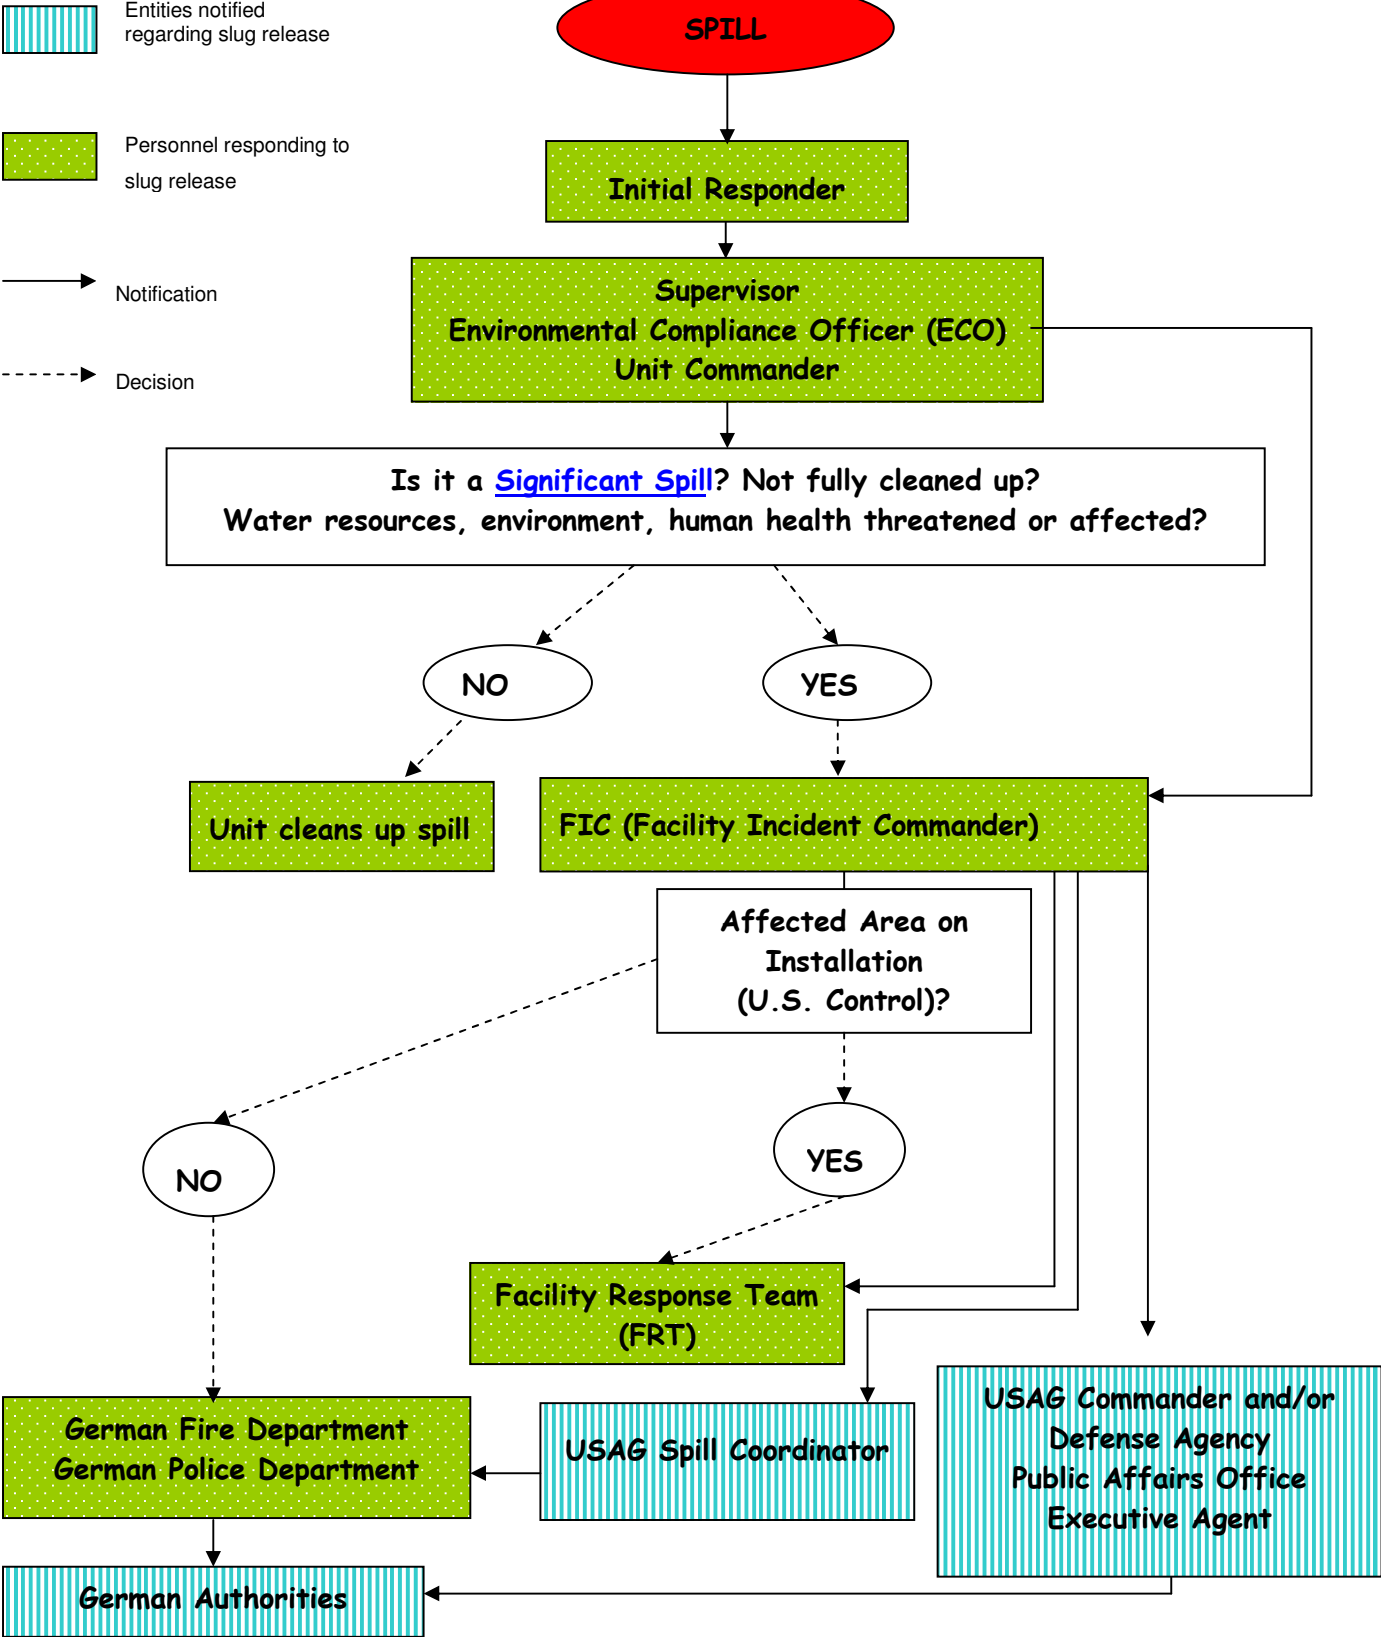 Entities notified
regarding slug release
SPILL
Personnel responding to
slug release
Initial Responder
Notification
Supervisor
Environmental Compliance Officer (ECO)
Unit Commander
Decision
Is it a Significant Spill? Not fully cleaned up?
Water resources, environment, human health threatened or affected?
NO
YES
Unit cleans up spill
FIC (Facility Incident Commander)
Affected Area on
Installation
(U.S. Control)?
NO
YES
Facility Response Team
(FRT)
German Fire Department
German Police Department
USAG Spill Coordinator
USAG Commander and/or
Defense Agency
Public Affairs Office
Executive Agent
German Authorities